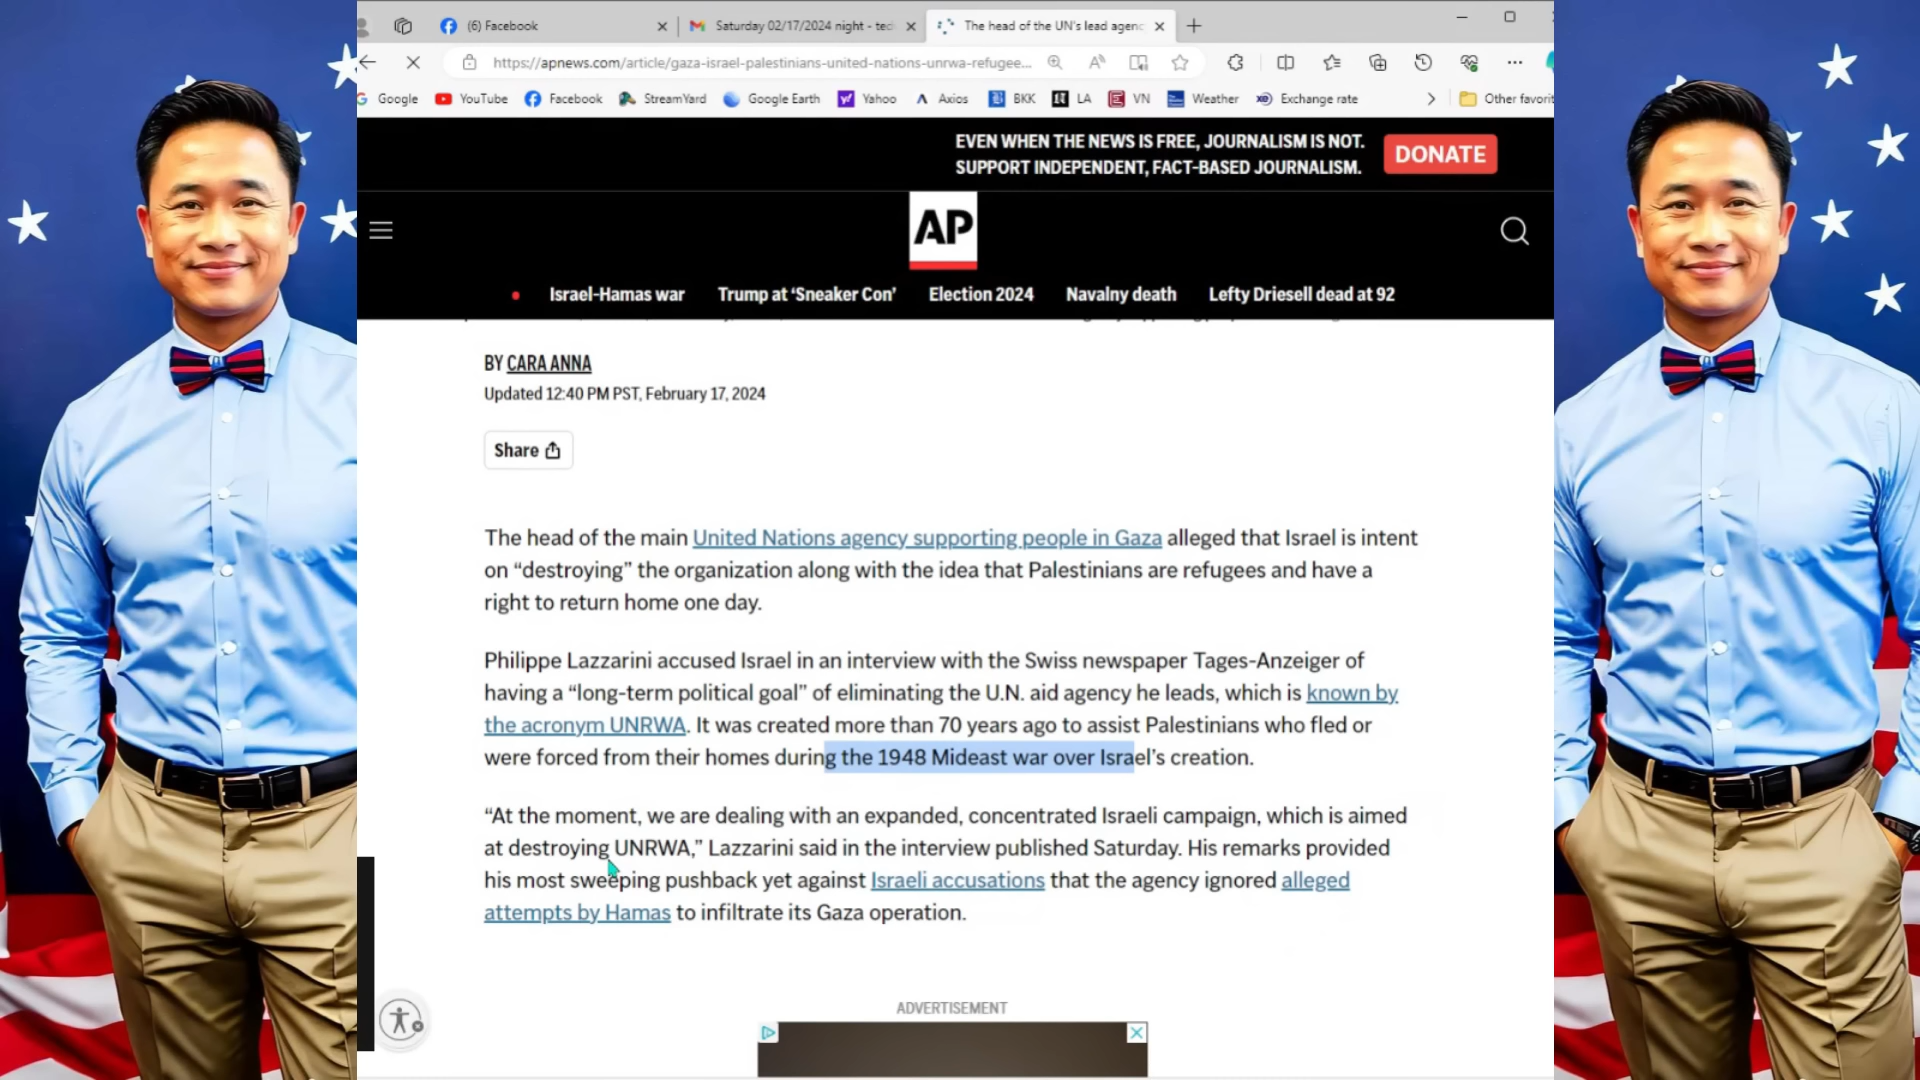 (6) Facebook
Saturday 02/17/2024 night - tec
The head of the UN's lead agenc
https://apnews.com/article/gaza-israel-palestinians-united-nations-unrwa-refugee...
Google YouTube Facebook StreamYard Google Earth Yahoo Axios BKK LA VN Weather Exchange rate Other favorit
EVEN WHEN THE NEWS IS FREE, JOURNALISM IS NOT.
SUPPORT INDEPENDENT, FACT-BASED JOURNALISM.
DONATE
AP
Israel-Hamas war Trump at ‘Sneaker Con’ Election 2024 Navalny death Lefty Driesell dead at 92
BY CARA ANNA
Updated 12:40 PM PST, February 17, 2024
Share
The head of the main United Nations agency supporting people in Gaza alleged that Israel is intent
on “destroying” the organization along with the idea that Palestinians are refugees and have a
right to return home one day.
Philippe Lazzarini accused Israel in an interview with the Swiss newspaper Tages-Anzeiger of
having a “long-term political goal” of eliminating the U.N. aid agency he leads, which is known by
the acronym UNRWA. It was created more than 70 years ago to assist Palestinians who fled or
were forced from their homes during the 1948 Mideast war over Israel’s creation.
“At the moment, we are dealing with an expanded, concentrated Israeli campaign, which is aimed
at destroying UNRWA,” Lazzarini said in the interview published Saturday. His remarks provided
his most sweeping pushback yet against Israeli accusations that the agency ignored alleged
attempts by Hamas to infiltrate its Gaza operation.
ADVERTISEMENT